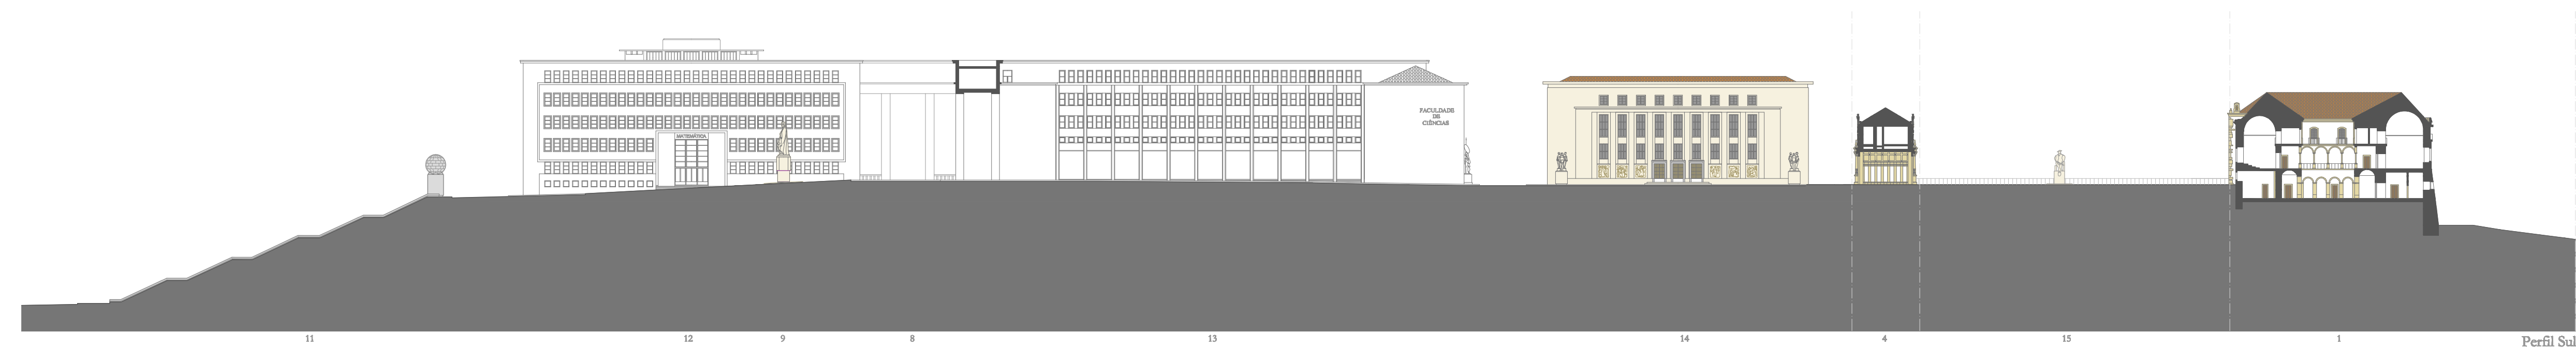 MATEMÁTICA
FACULDADE
DE
CIÊNCIAS
11 12 9 8 13 14 4 15 1
Perfil Sul